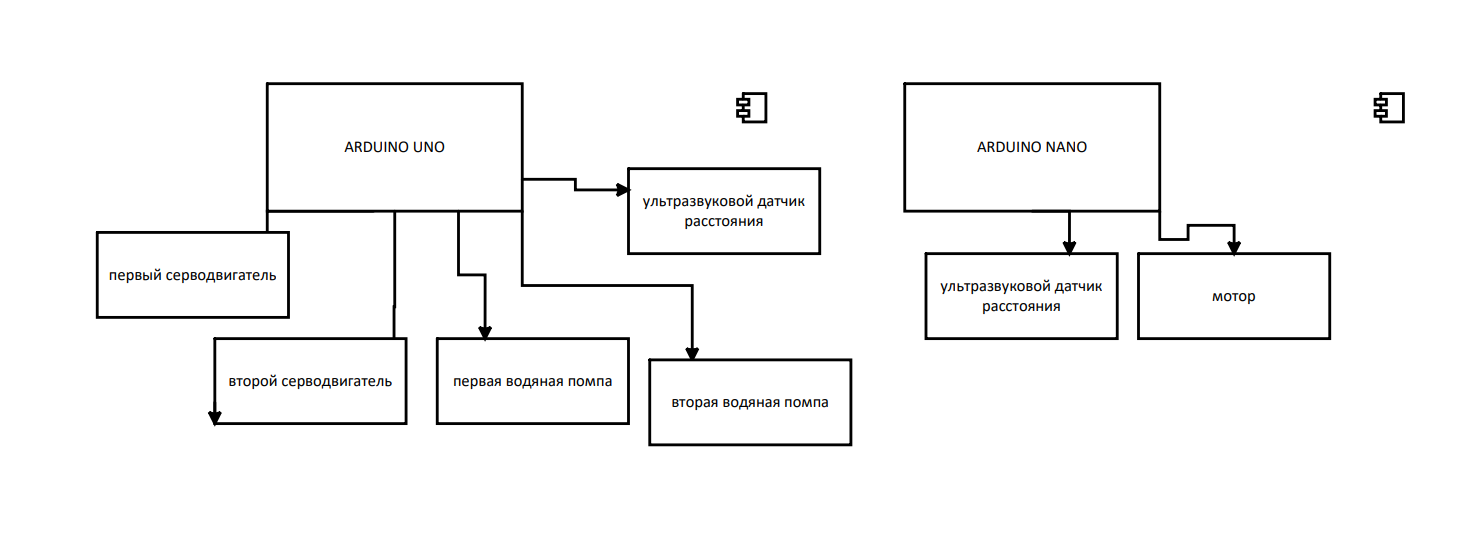 ARDUINO UNO
ультразвуковой датчик
расстояния
первый серводвигатель
второй серводвигатель
первая водяная помпа
вторая водяная помпа
ARDUINO NANO
ультразвуковой датчик
расстояния
мотор